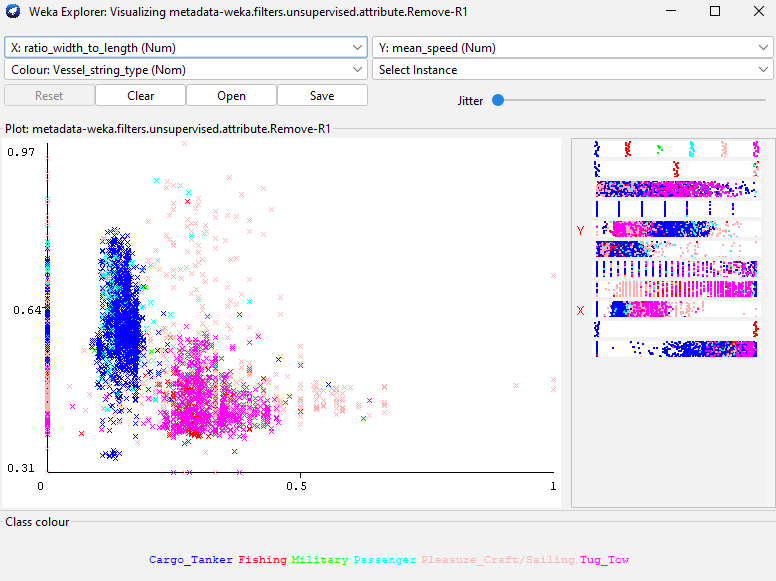 Weka Explorer: Visualizing metadata-weka.filters.unsupervised.attribute.Remove-R1
X: ratio_width_to_length (Num)
Y: mean_speed (Num)
Colour: Vessel_string_type (Nom)
Select Instance
Reset
Clear
Open
Save
Jitter
Plot: metadata-weka.filters.unsupervised.attribute.Remove-R1
0.97
0.64
0.31
0
0.5
1
Y
X
Class colour
Cargo_Tanker Fishing Military Passenger Pleasure_Craft/Sailing Tug_Tow